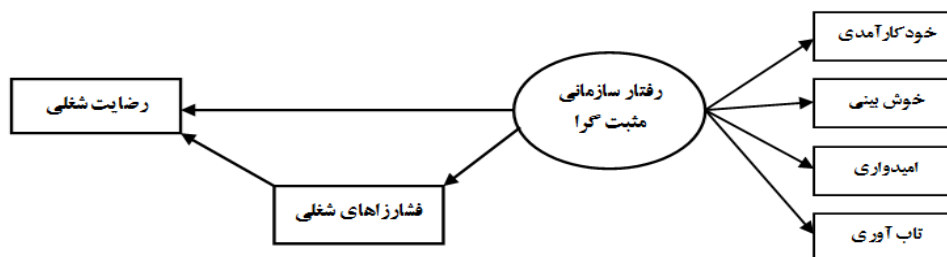 خودکارآمدی
رفتار سازمانی
مثبت گرا
خوش بینی
رضایت شغلی
امیدواری
فشارزاهای شغلی
تاب آوری